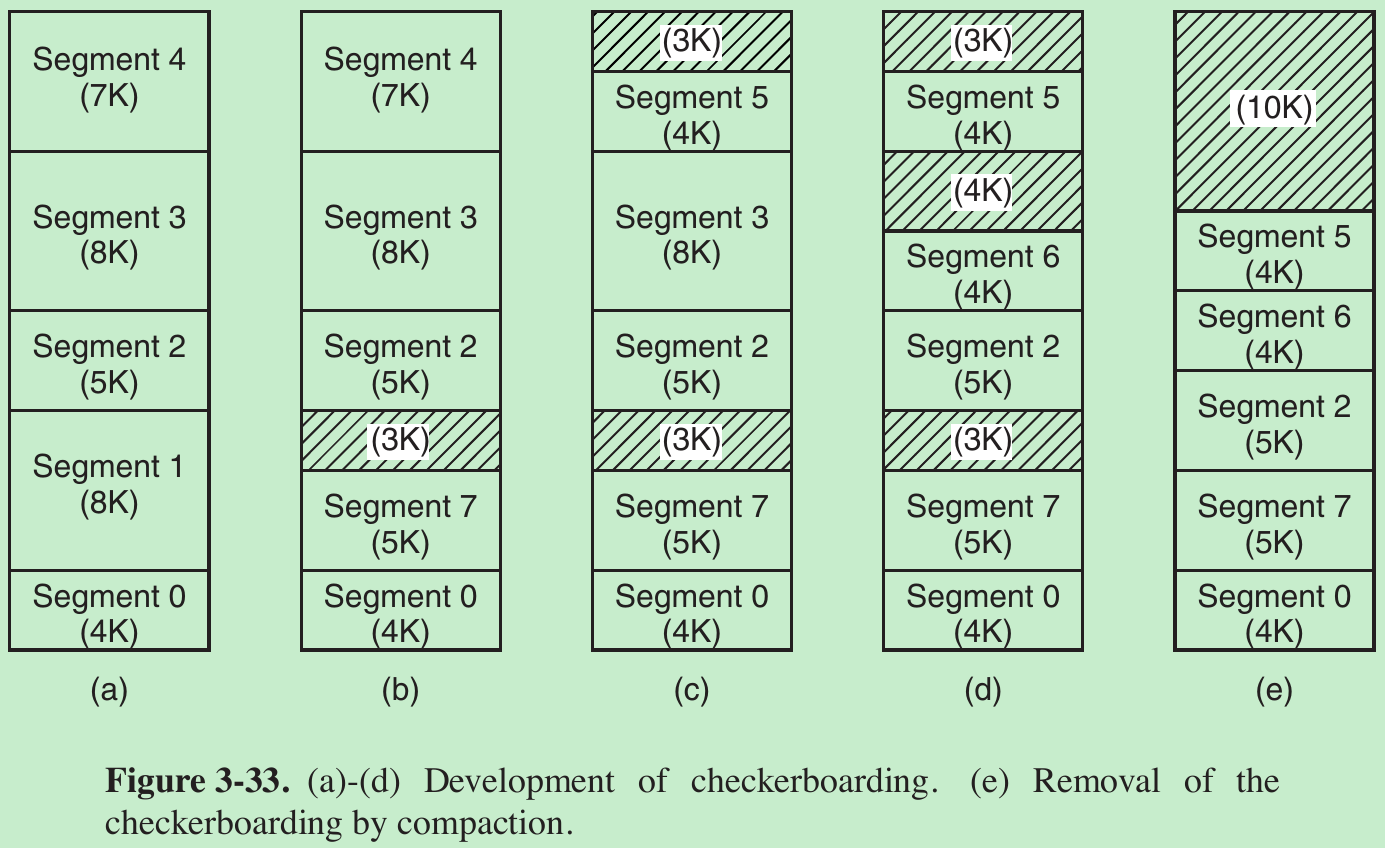 Segment 4
(7K)
Segment 3
(8K)
Segment 2
(5K)
Segment 1
(8K)
Segment 0
(4K)
(a)
Segment 4
(7K)
Segment 3
(8K)
Segment 2
(5K)
(3K)
Segment 7
(5K)
Segment 0
(4K)
(b)
(3K)
Segment 5
(4K)
Segment 3
(8K)
Segment 2
(5K)
(3K)
Segment 7
(5K)
Segment 0
(4K)
(c)
(3K)
Segment 5
(4K)
(4K)
Segment 6
(4K)
Segment 2
(5K)
(3K)
Segment 7
(5K)
Segment 0
(4K)
(d)
(10K)
Segment 5
(4K)
Segment 6
(4K)
Segment 2
(5K)
Segment 7
(5K)
Segment 0
(4K)
(e)
Figure 3-33. (a)-(d) Development of checkerboarding. (e) Removal of the
checkerboarding by compaction.